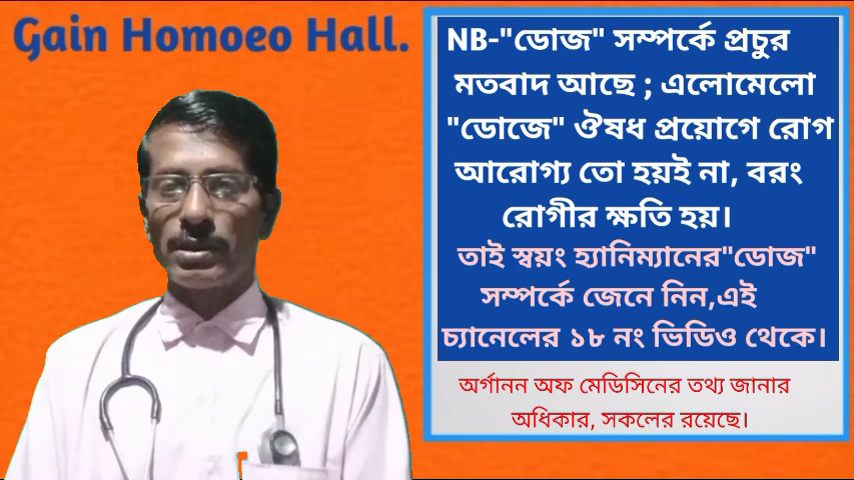 Gain Homoeo Hall.
NB-"ডোজ" সম্পর্কে প্রচুর
মতবাদ আছে ; এলোমেলো
"ডোজে" ঔষধ প্রয়োগে রোগ
আরোগ্য তো হয়ই না, বরং
রোগীর ক্ষতি হয়।
তাই স্বয়ং হ্যানিম্যানের"ডোজ"
সম্পর্কে জেনে নিন,এই
চ্যানেলের ১৮ নং ভিডিও থেকে।
অর্গানন অফ মেডিসিনের তথ্য জানার
অধিকার, সকলের রয়েছে।